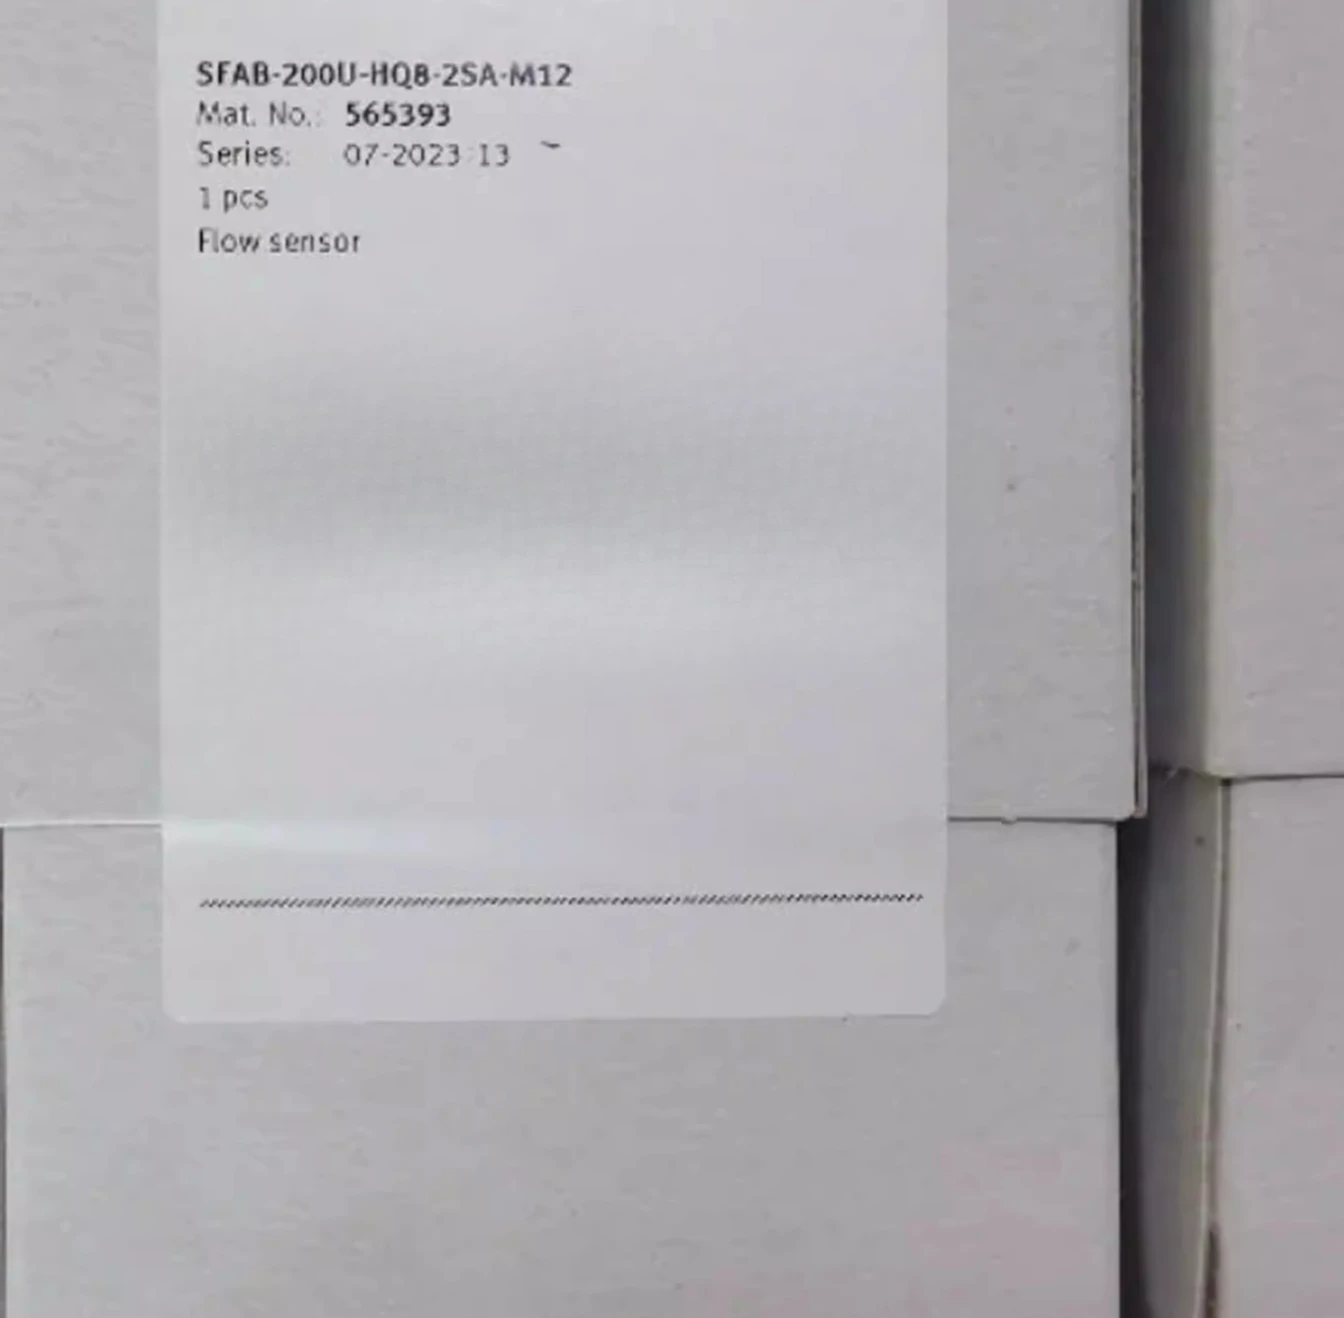 SFAB-200U-HQ8-2SA-M12
Mat. No.: 565393
Series: 07-2023 13
1 pcs
Flow sensor